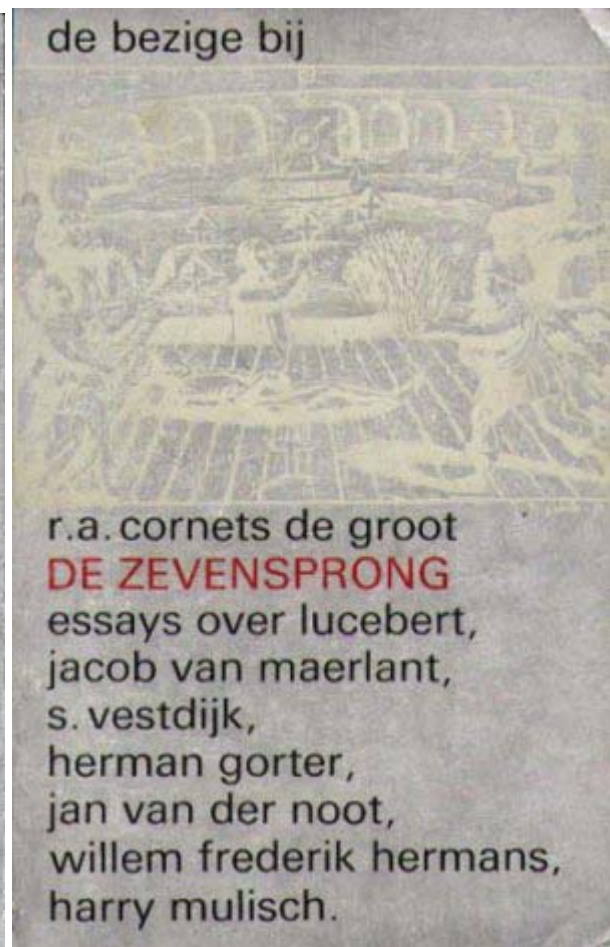 de bezige bij
r.a. cornets de groot
DE ZEVENSPRONG
essays over lucebert,
jacob van maerlant,
s. vestdijk,
herman gorter,
jan van der noot,
willem frederik hermans,
harry mulisch.